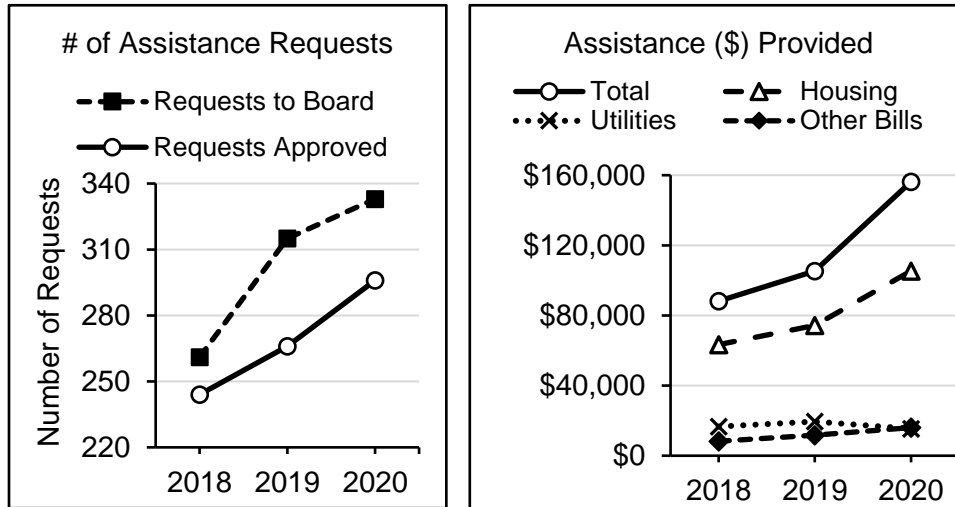 # of Assistance Requests
Requests to Board
Requests Approved
Number of Requests
340
310
280
250
220
2018 2019 2020
Assistance ($) Provided
Total Housing
Utilities Other Bills
$160,000
$120,000
$80,000
$40,000
$0
2018 2019 2020